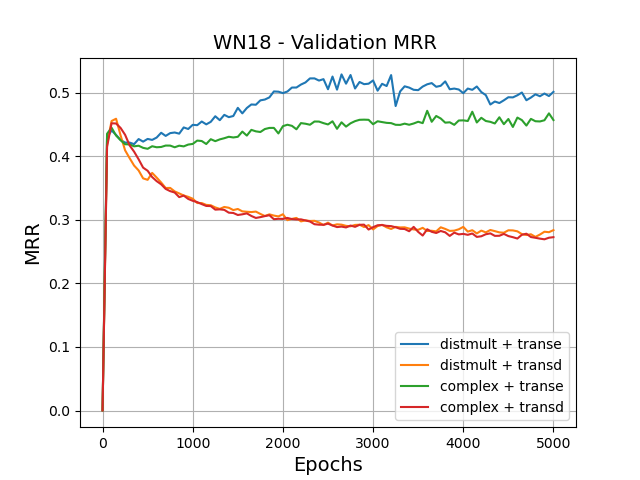 WN18 - Validation MRR
MRR
0.5
0.4
0.3
0.2
0.1
0.0
distmult + transe
distmult + transd
complex + transe
complex + transd
0 1000 2000 3000 4000 5000
Epochs